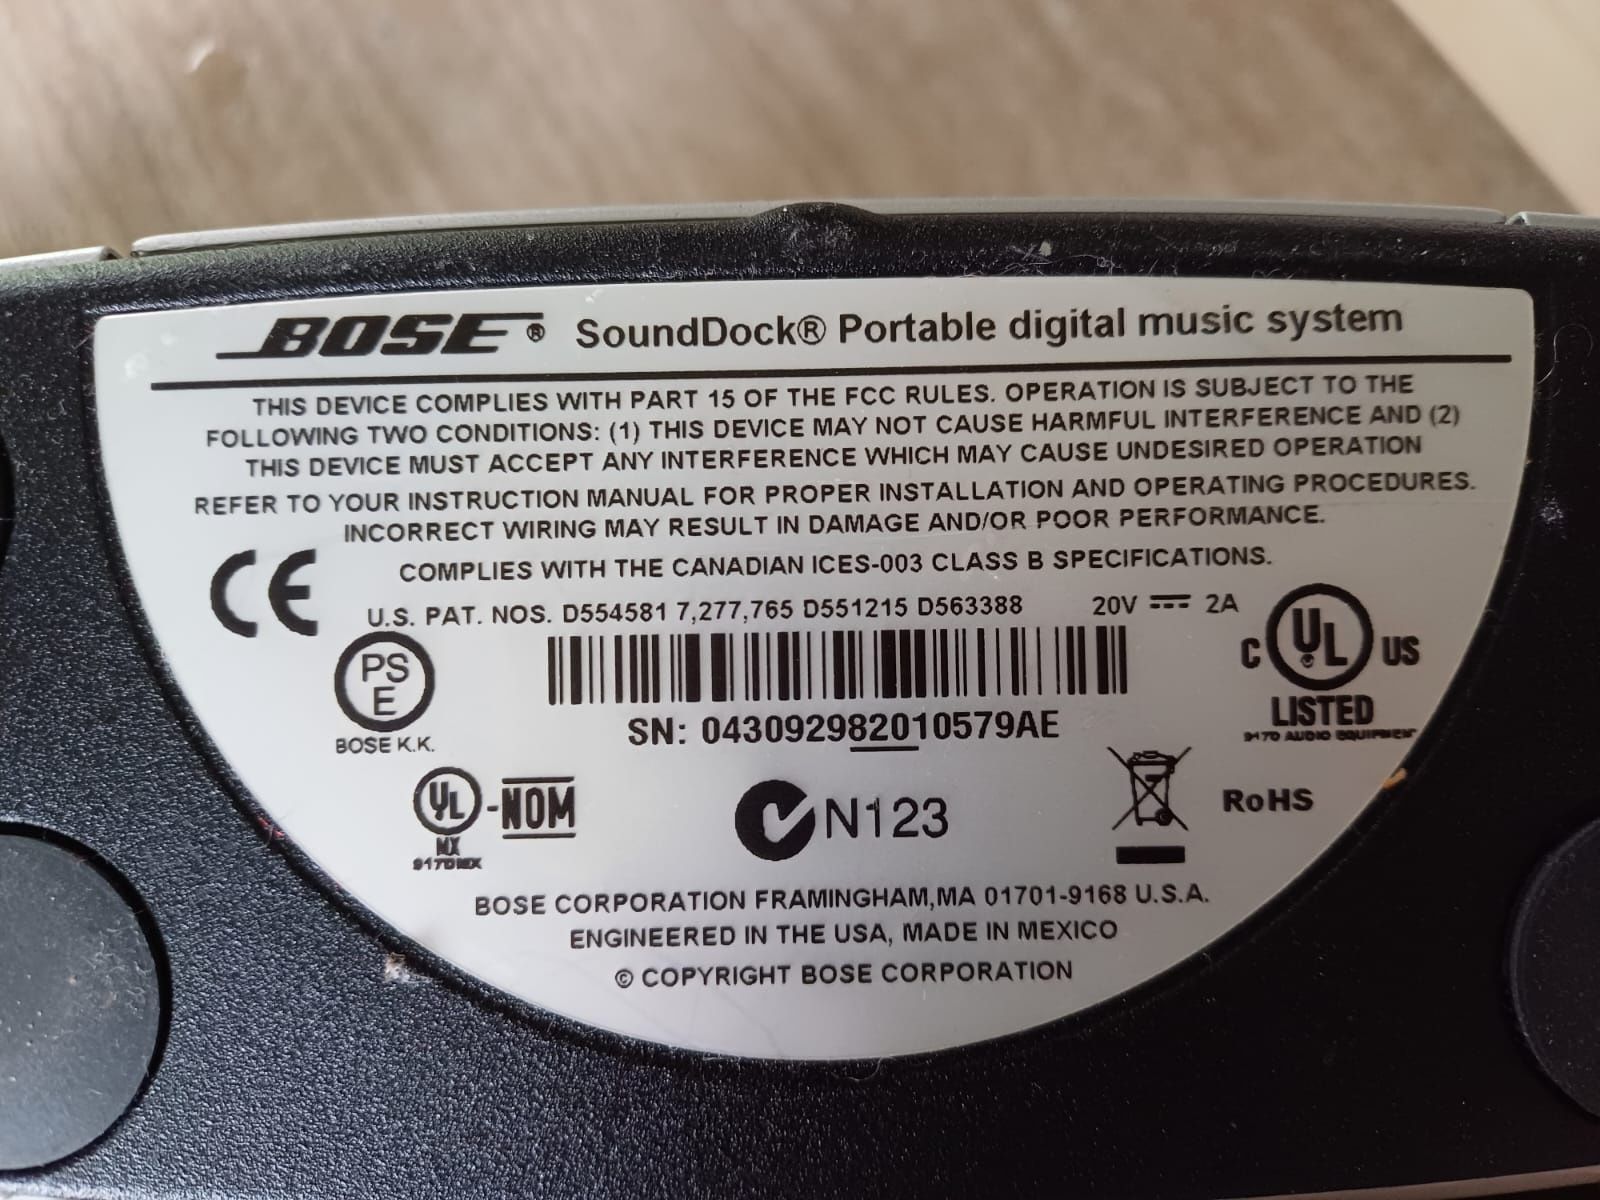 BOSE® SoundDock® Portable digital music system
THIS DEVICE COMPLIES WITH PART 15 OF THE FCC RULES. OPERATION IS SUBJECT TO THE
FOLLOWING TWO CONDITIONS: (1) THIS DEVICE MAY NOT CAUSE HARMFUL INTERFERENCE AND (2)
THIS DEVICE MUST ACCEPT ANY INTERFERENCE WHICH MAY CAUSE UNDESIRED OPERATION
REFER TO YOUR INSTRUCTION MANUAL FOR PROPER INSTALLATION AND OPERATING PROCEDURES.
INCORRECT WIRING MAY RESULT IN DAMAGE AND/OR POOR PERFORMANCE.
CE
COMPLIES WITH THE CANADIAN ICES-003 CLASS B SPECIFICATIONS.
U.S. PAT. NOS. D554581 7,277,765 D551215 D563388 20V 2A
PS
E
BOSE K.K.
C UL US
LISTED
9170 AUDIO EQUIPMENT
SN: 043092982010579AE
UL-NOM
MX
917DMX
N123
RoHS
BOSE CORPORATION FRAMINGHAM,MA 01701-9168 U.S.A.
ENGINEERED IN THE USA, MADE IN MEXICO
© COPYRIGHT BOSE CORPORATION